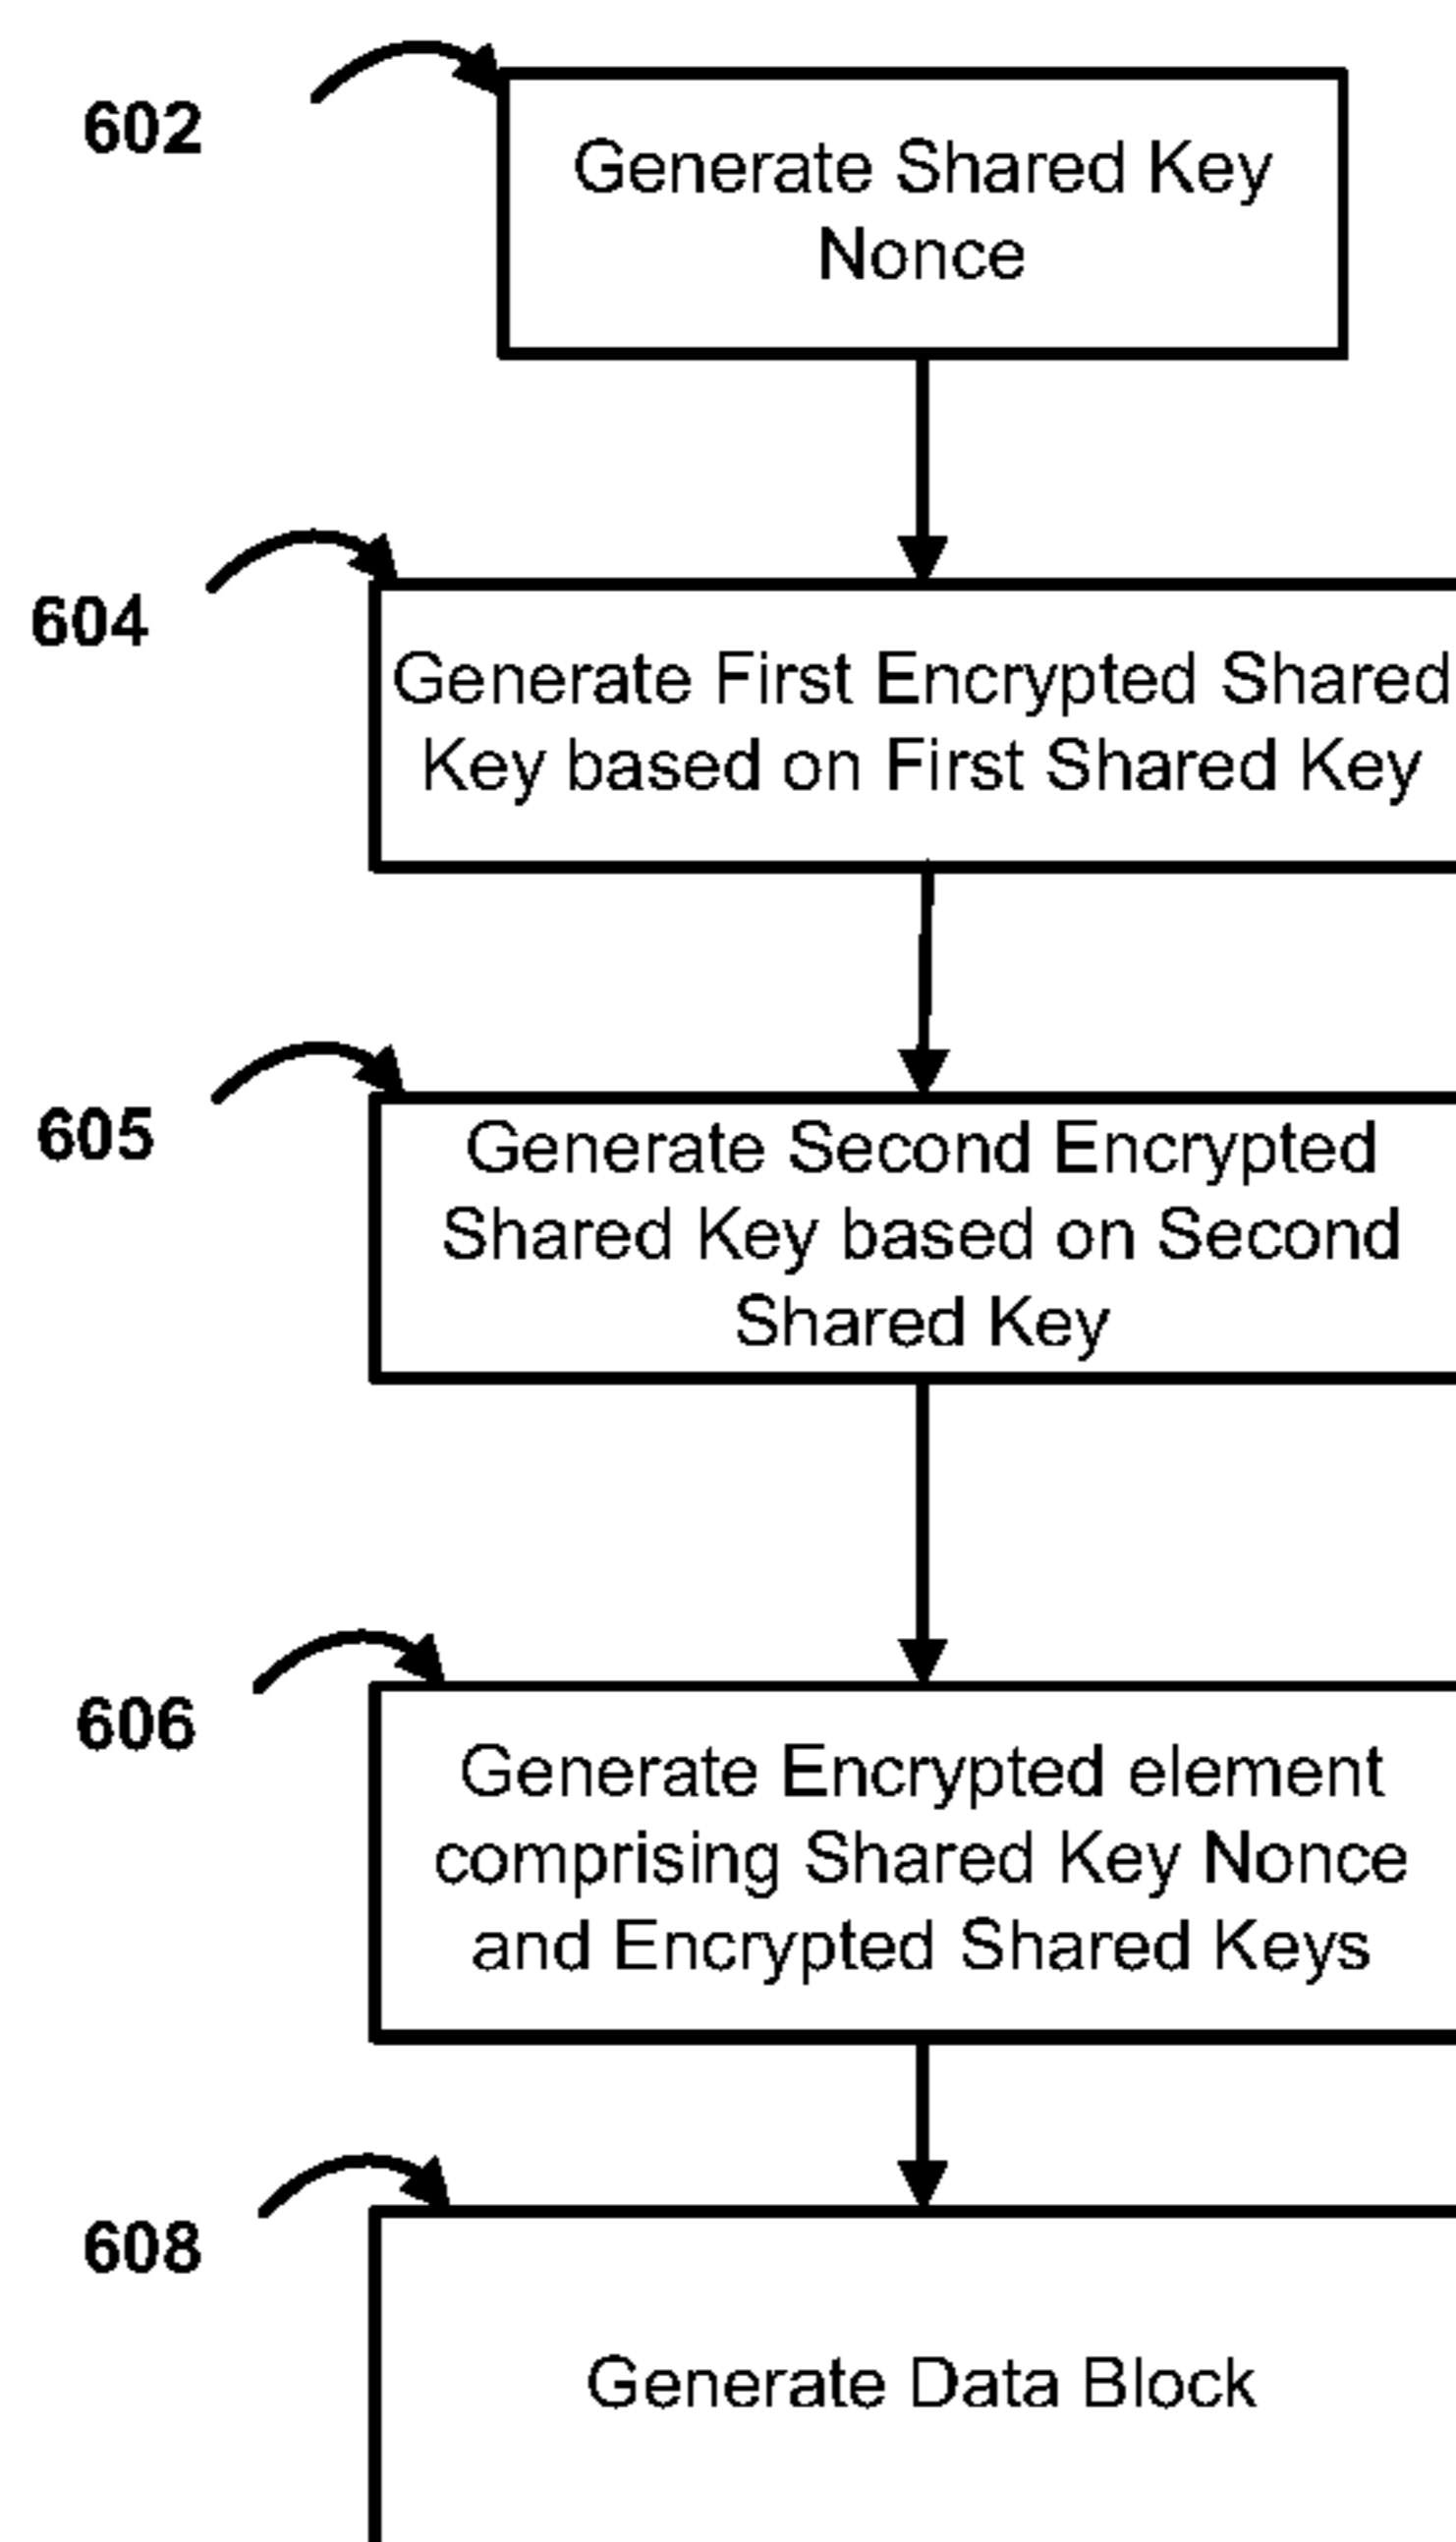 602
Generate Shared Key
Nonce
604
Generate First Encrypted Shared
Key based on First Shared Key
605
Generate Second Encrypted
Shared Key based on Second
Shared Key
606
Generate Encrypted element
comprising Shared Key Nonce
and Encrypted Shared Keys
608
Generate Data Block